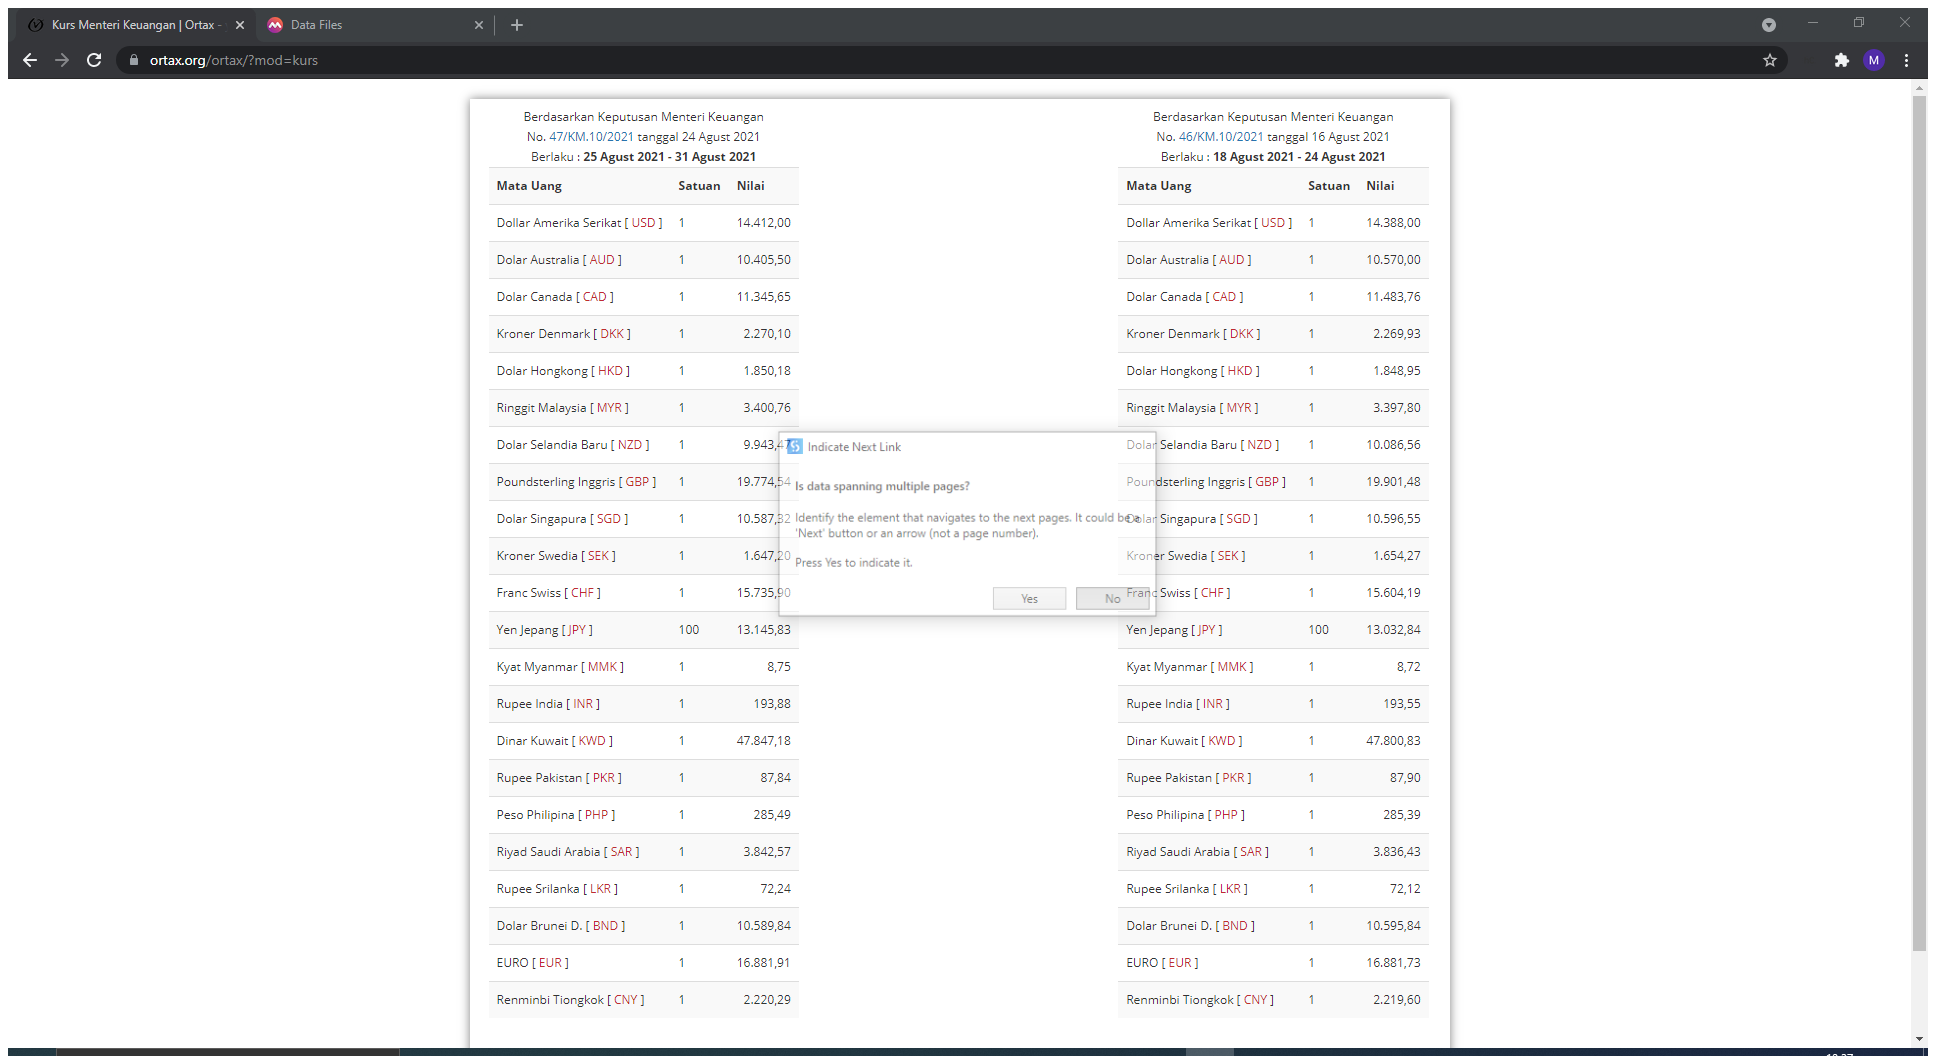 Kurs Menteri Keuangan | Ortax -
Data Files
ortax.org/ortax/?mod=kurs
M
Berdasarkan Keputusan Menteri Keuangan
No. 47/KM.10/2021 tanggal 24 Agust 2021
Berlaku : 25 Agust 2021 - 31 Agust 2021
Mata Uang Satuan Nilai
Dollar Amerika Serikat [ USD ] 1 14.412,00
Dolar Australia [ AUD ] 1 10.405,50
Dolar Canada [ CAD ] 1 11.345,65
Kroner Denmark [ DKK ] 1 2.270,10
Dolar Hongkong [ HKD ] 1 1.850,18
Ringgit Malaysia [ MYR ] 1 3.400,76
Dolar Selandia Baru [ NZD ] 1 9.943,47
Poundsterling Inggris [ GBP ] 1 19.774,54
Dolar Singapura [ SGD ] 1 10.587,32
Kroner Swedia [ SEK ] 1 1.647,20
Franc Swiss [ CHF ] 1 15.735,90
Yen Jepang [ JPY ] 100 13.145,83
Kyat Myanmar [ MMK ] 1 8,75
Rupee India [ INR ] 1 193,88
Dinar Kuwait [ KWD ] 1 47.847,18
Rupee Pakistan [ PKR ] 1 87,84
Peso Philipina [ PHP ] 1 285,49
Riyad Saudi Arabia [ SAR ] 1 3.842,57
Rupee Srilanka [ LKR ] 1 72,24
Dolar Brunei D. [ BND ] 1 10.589,84
EURO [ EUR ] 1 16.881,91
Renminbi Tiongkok [ CNY ] 1 2.220,29
Indicate Next Link
Is data spanning multiple pages?
Identify the element that navigates to the next pages. It could be a
'Next' button or an arrow (not a page number).
Press Yes to indicate it.
Yes
No
Berdasarkan Keputusan Menteri Keuangan
No. 46/KM.10/2021 tanggal 16 Agust 2021
Berlaku : 18 Agust 2021 - 24 Agust 2021
Mata Uang Satuan Nilai
Dollar Amerika Serikat [ USD ] 1 14.388,00
Dolar Australia [ AUD ] 1 10.570,00
Dolar Canada [ CAD ] 1 11.483,76
Kroner Denmark [ DKK ] 1 2.269,93
Dolar Hongkong [ HKD ] 1 1.848,95
Ringgit Malaysia [ MYR ] 1 3.397,80
Dolar Selandia Baru [ NZD ] 1 10.086,56
Poundsterling Inggris [ GBP ] 1 19.901,48
Dolar Singapura [ SGD ] 1 10.596,55
Kroner Swedia [ SEK ] 1 1.654,27
Franc Swiss [ CHF ] 1 15.604,19
Yen Jepang [ JPY ] 100 13.032,84
Kyat Myanmar [ MMK ] 1 8,72
Rupee India [ INR ] 1 193,55
Dinar Kuwait [ KWD ] 1 47.800,83
Rupee Pakistan [ PKR ] 1 87,90
Peso Philipina [ PHP ] 1 285,39
Riyad Saudi Arabia [ SAR ] 1 3.836,43
Rupee Srilanka [ LKR ] 1 72,12
Dolar Brunei D. [ BND ] 1 10.595,84
EURO [ EUR ] 1 16.881,73
Renminbi Tiongkok [ CNY ] 1 2.219,60